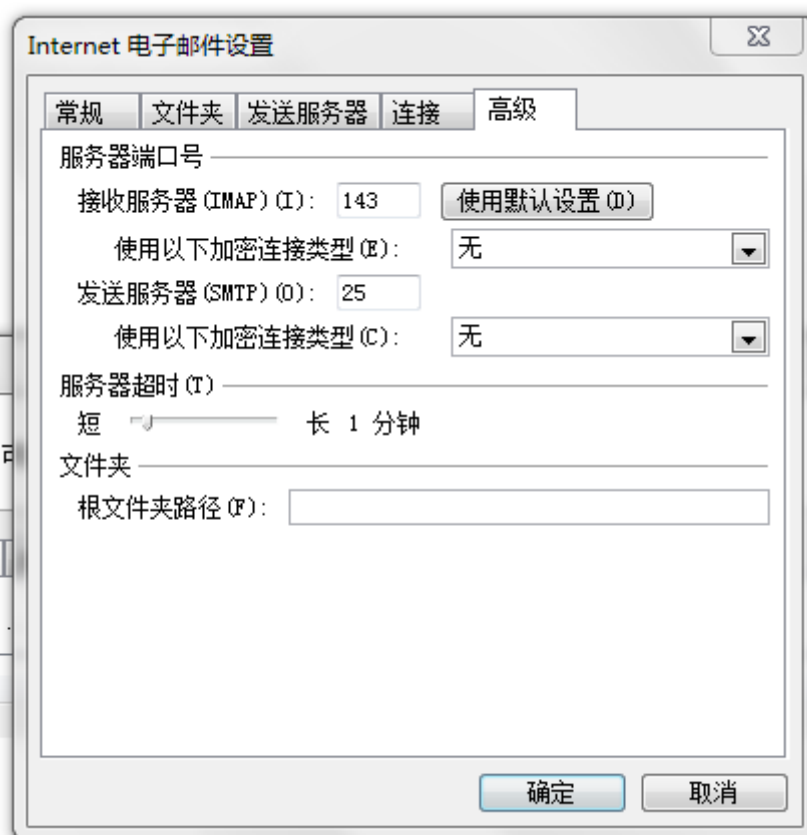 Internet 电子邮件设置
常规 文件夹 发送服务器 连接 高级
服务器端口号
接收服务器(IMAP)(I): 143 使用默认设置(D)
使用以下加密连接类型(E): 无
发送服务器(SMTP)(O): 25
使用以下加密连接类型(C): 无
服务器超时(T)
短 长 1 分钟
文件夹
根文件夹路径(F):
确定 取消